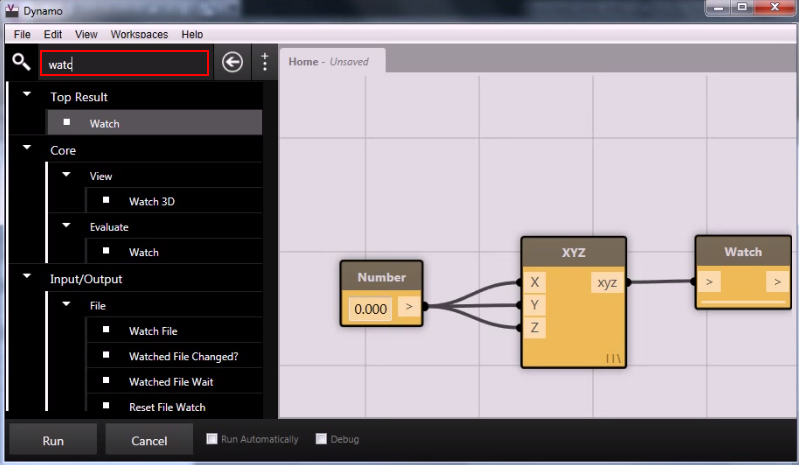 Dynamo
File Edit View Workspaces Help
watc
Top Result
Watch
Core
View
Watch 3D
Evaluate
Watch
Input/Output
File
Watch File
Watched File Changed?
Watched File Wait
Reset File Watch
Home - Unsaved
Number
0.000 >
XYZ
X xyz
Y
Z
Watch
> >
Run Cancel Run Automatically Debug